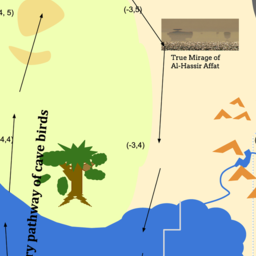 4, 5)
(-3,5)
True Mirage of
Al-Hassir Affat
4,4)
(-3,4)
ry pathway of cave birds